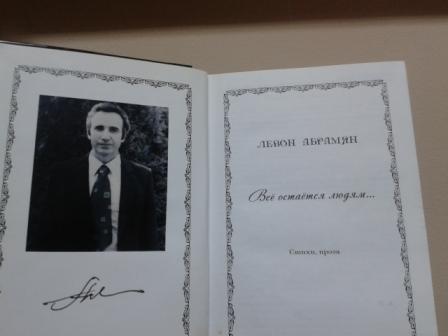 ЛЕВОН АБРАМЯН
Всё остаётся людям...
Стихи, проза